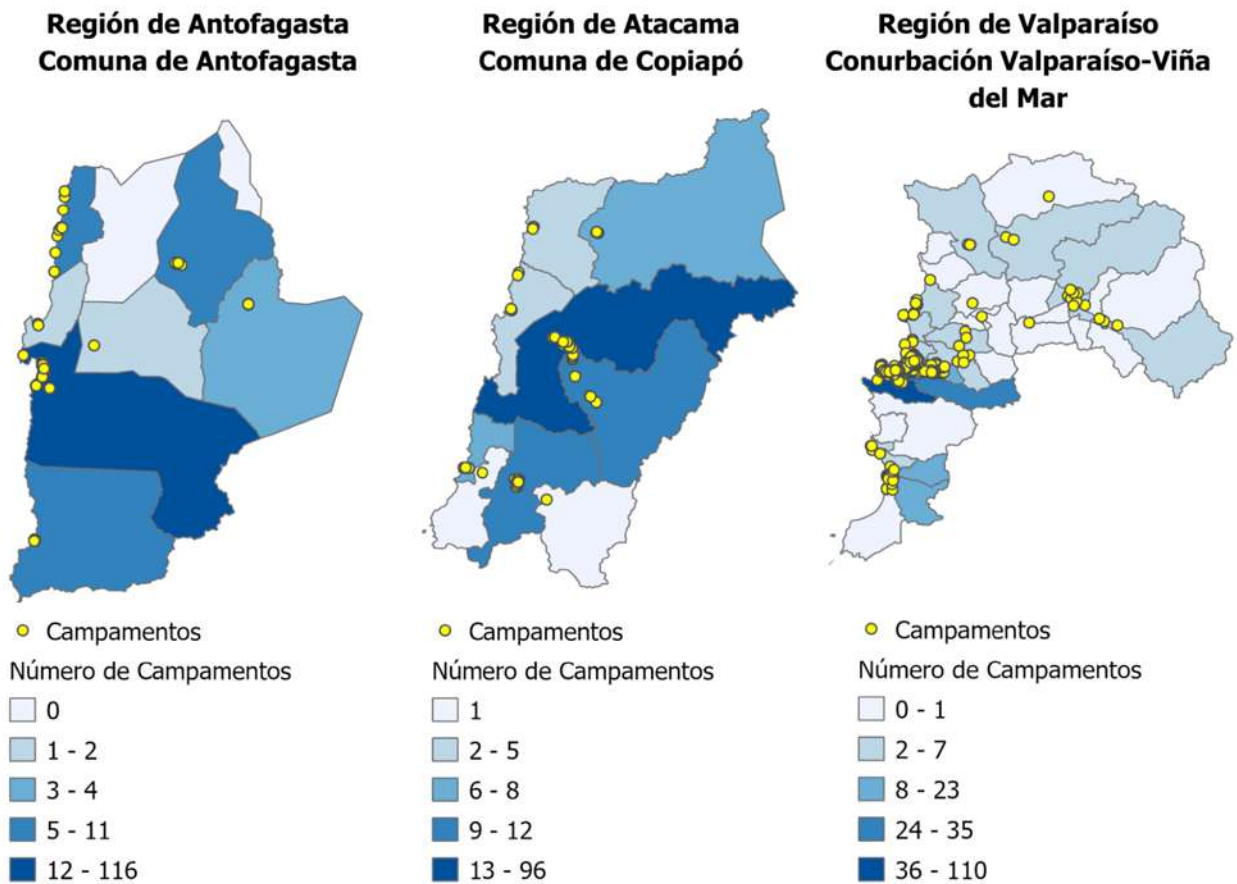 Región de Antofagasta
Comuna de Antofagasta
Región de Atacama
Comuna de Copiapó
Región de Valparaíso
Conurbación Valparaíso-Viña
del Mar
Campamentos
Número de Campamentos
0
1 - 2
3 - 4
5 - 11
12 - 116
Campamentos
Número de Campamentos
1
2 - 5
6 - 8
9 - 12
13 - 96
Campamentos
Número de Campamentos
0 - 1
2 - 7
8 - 23
24 - 35
36 - 110